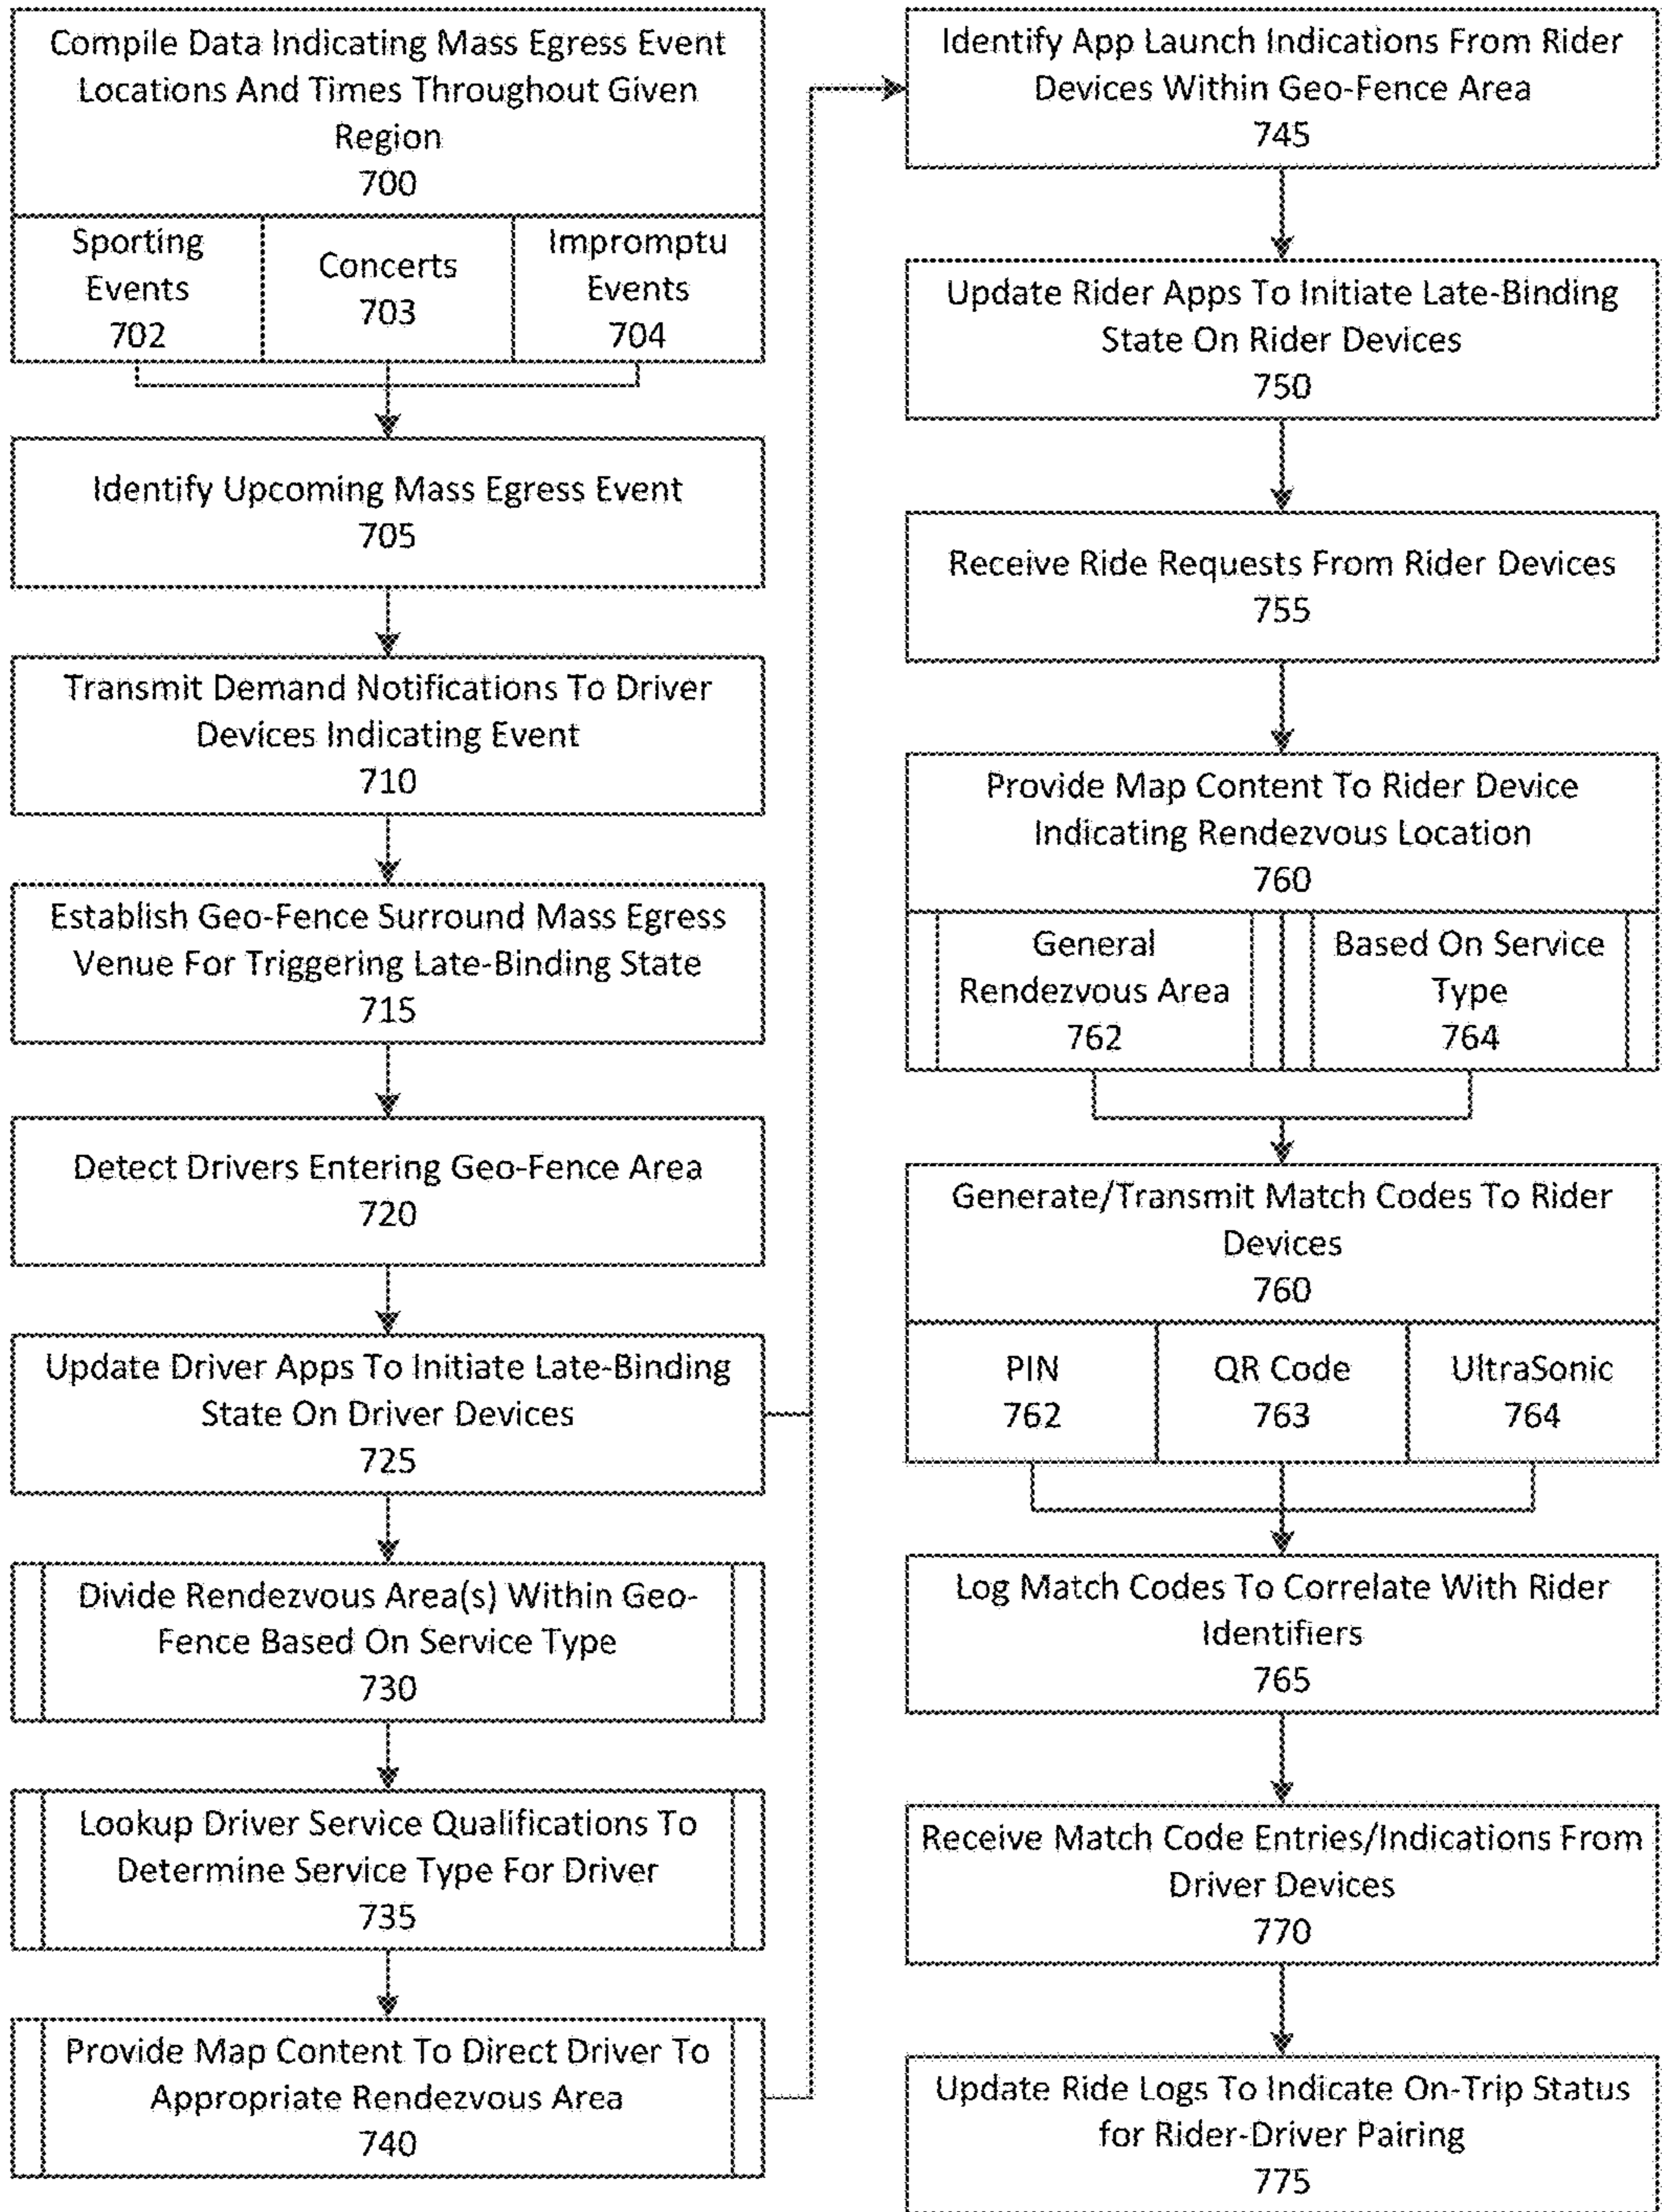 Compile Data Indicating Mass Egress Event
Locations And Times Throughout Given
Region
700
Sporting
Events
702
Concerts
703
Impromptu
Events
704
Identify Upcoming Mass Egress Event
705
Transmit Demand Notifications To Driver
Devices Indicating Event
710
Establish Geo-Fence Surround Mass Egress
Venue For Triggering Late-Binding State
715
Detect Drivers Entering Geo-Fence Area
720
Update Driver Apps To Initiate Late-Binding
State On Driver Devices
725
Divide Rendezvous Area(s) Within Geo-
Fence Based On Service Type
730
Lookup Driver Service Qualifications To
Determine Service Type For Driver
735
Provide Map Content To Direct Driver To
Appropriate Rendezvous Area
740
Identify App Launch Indications From Rider
Devices Within Geo-Fence Area
745
Update Rider Apps To Initiate Late-Binding
State On Rider Devices
750
Receive Ride Requests From Rider Devices
755
Provide Map Content To Rider Device
Indicating Rendezvous Location
760
General
Rendezvous Area
762
Based On Service
Type
764
Generate/Transmit Match Codes To Rider
Devices
760
PIN
762
QR Code
763
UltraSonic
764
Log Match Codes To Correlate With Rider
Identifiers
765
Receive Match Code Entries/Indications From
Driver Devices
770
Update Ride Logs To Indicate On-Trip Status
for Rider-Driver Pairing
775